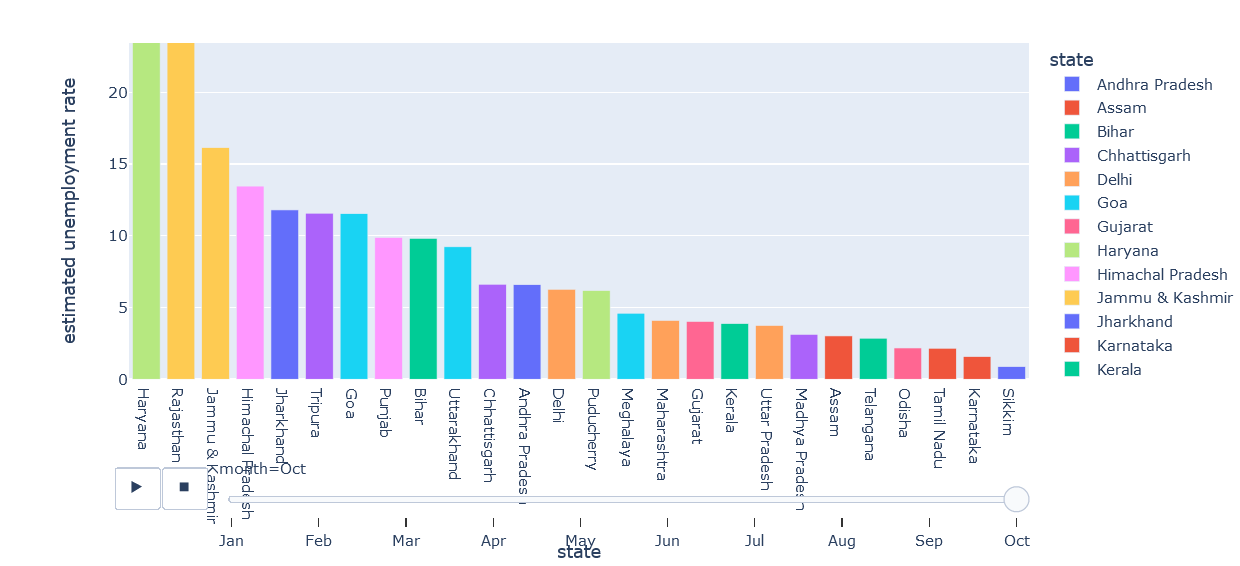 estimated unemployment rate
20
15
10
5
0
Haryana
Rajasthan
Jammu & Kashmir
Himachal Pradesh
Jharkhand
Tripura
Goa
Punjab
Bihar
Uttarakhand
Chhattisgarh
Andhra Pradesh
Delhi
Puducherry
Meghalaya
Maharashtra
Gujarat
Kerala
Uttar Pradesh
Madhya Pradesh
Assam
Telangana
Odisha
Tamil Nadu
Karnataka
Sikkim
month=Oct
Jan Feb Mar Apr May Jun Jul Aug Sep Oct
state
state
Andhra Pradesh
Assam
Bihar
Chhattisgarh
Delhi
Goa
Gujarat
Haryana
Himachal Pradesh
Jammu & Kashmir
Jharkhand
Karnataka
Kerala